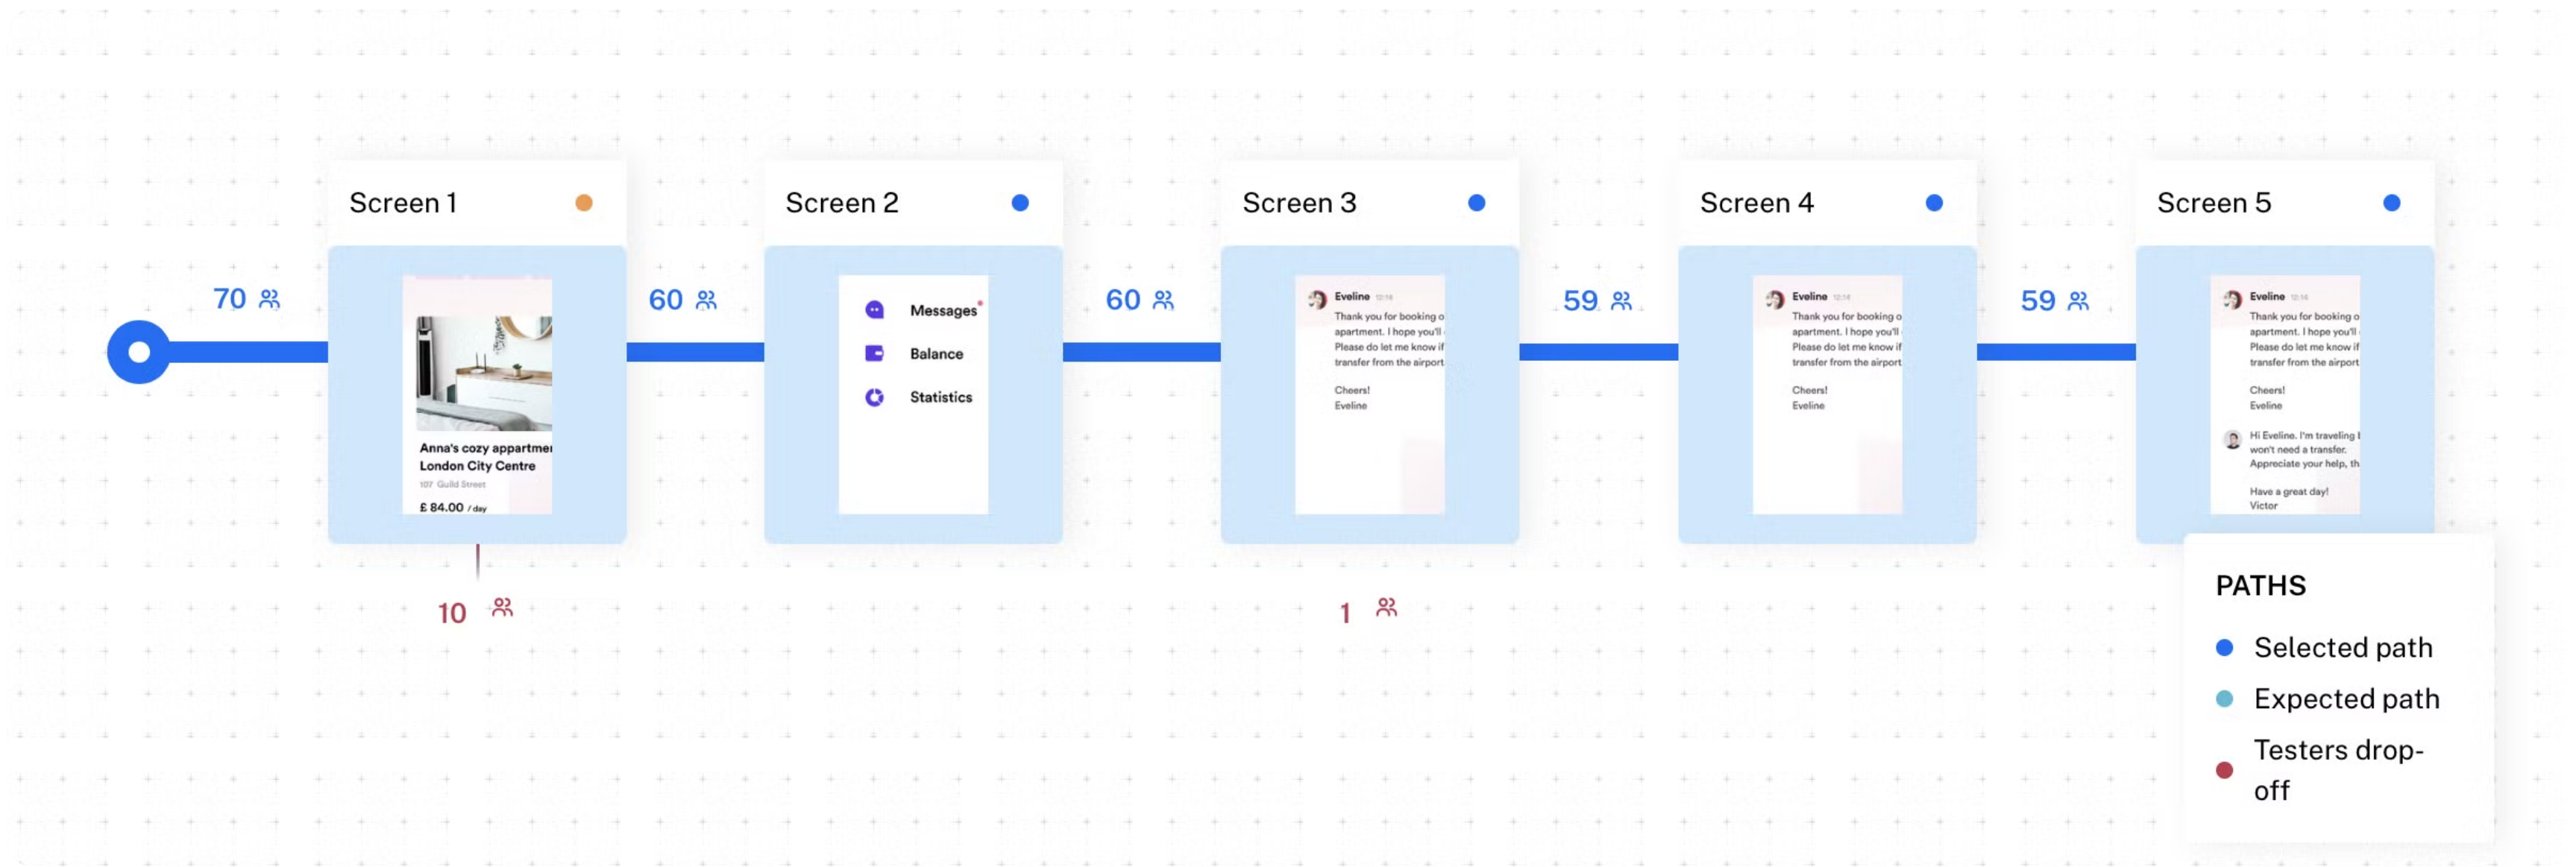 Screen 1
Screen 2
Screen 3
Screen 4
Screen 5
70
60
60
59
59
Anna's cozy
London City Centre
107 Guild Street
£ 84.00 / day
Messages
Balance
Statistics
Eveline 12:14
Thank you for booking
apartment. I hope you'll
Please do let me know if
transfer from the airport
Cheers!
Eveline
Eveline 12:14
Thank you for booking
apartment. I hope you'll
Please do let me know if
transfer from the airport
Cheers!
Eveline
Eveline 12:14
Thank you for booking
apartment. I hope you'll
Please do let me know if
transfer from the airport
Cheers!
Eveline
Hi Eveline. I'm traveling
won't need a transfer.
Appreciate your help,
Have a great day!
Victor
10
1
PATHS
Selected path
Expected path
Testers drop-
off